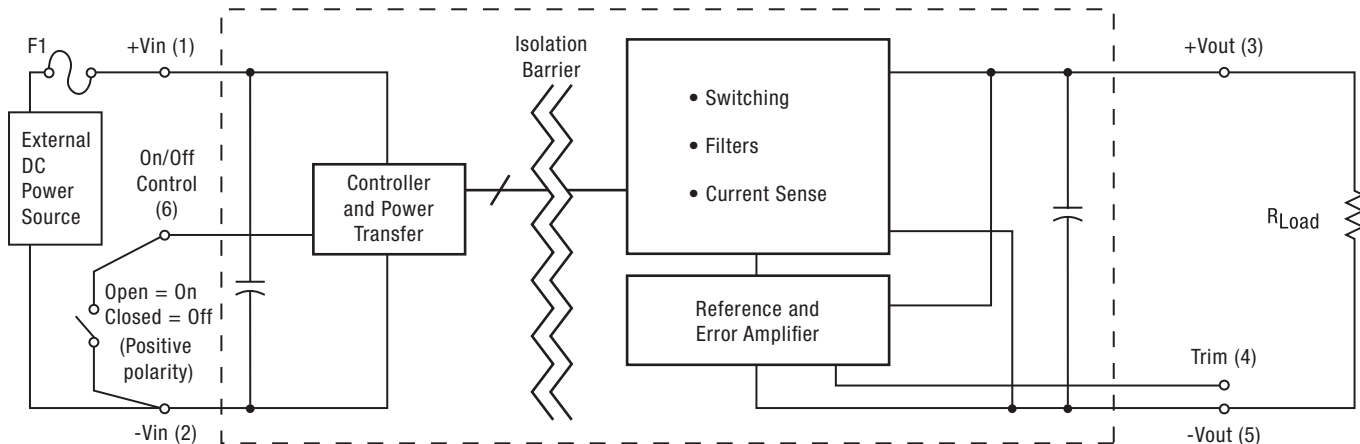 F1
+Vin (1)
External
DC
Power
Source
On/Off
Control
(6)
Open = On
Closed = Off
(Positive
polarity)
-Vin (2)
Controller
and Power
Transfer
Isolation
Barrier
• Switching
• Filters
• Current Sense
Reference and
Error Amplifier
+Vout (3)
RLoad
Trim (4)
-Vout (5)